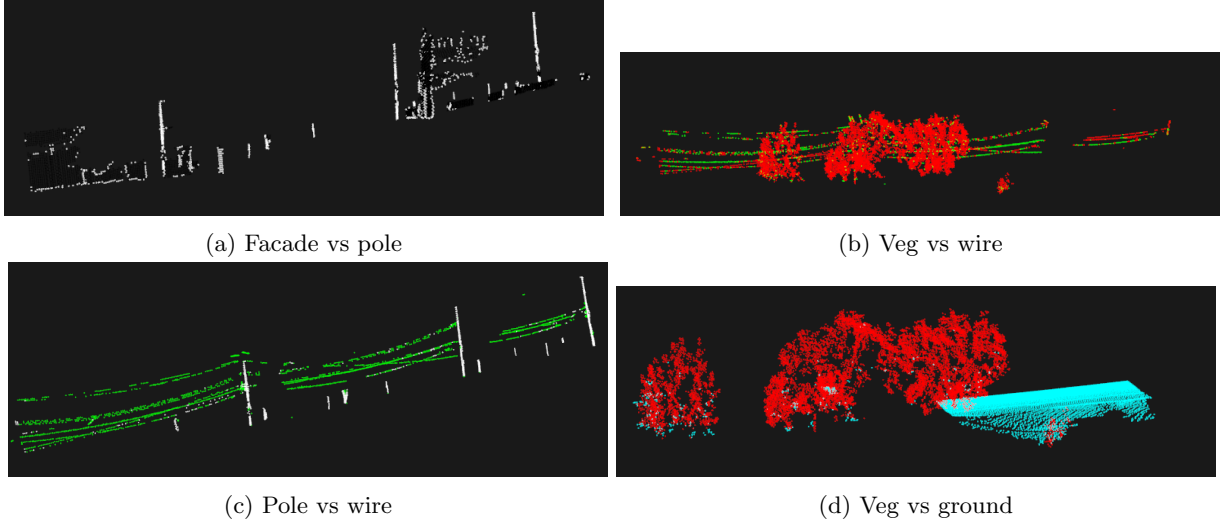 (a) Facade vs pole
(b) Veg vs wire
(c) Pole vs wire
(d) Veg vs ground